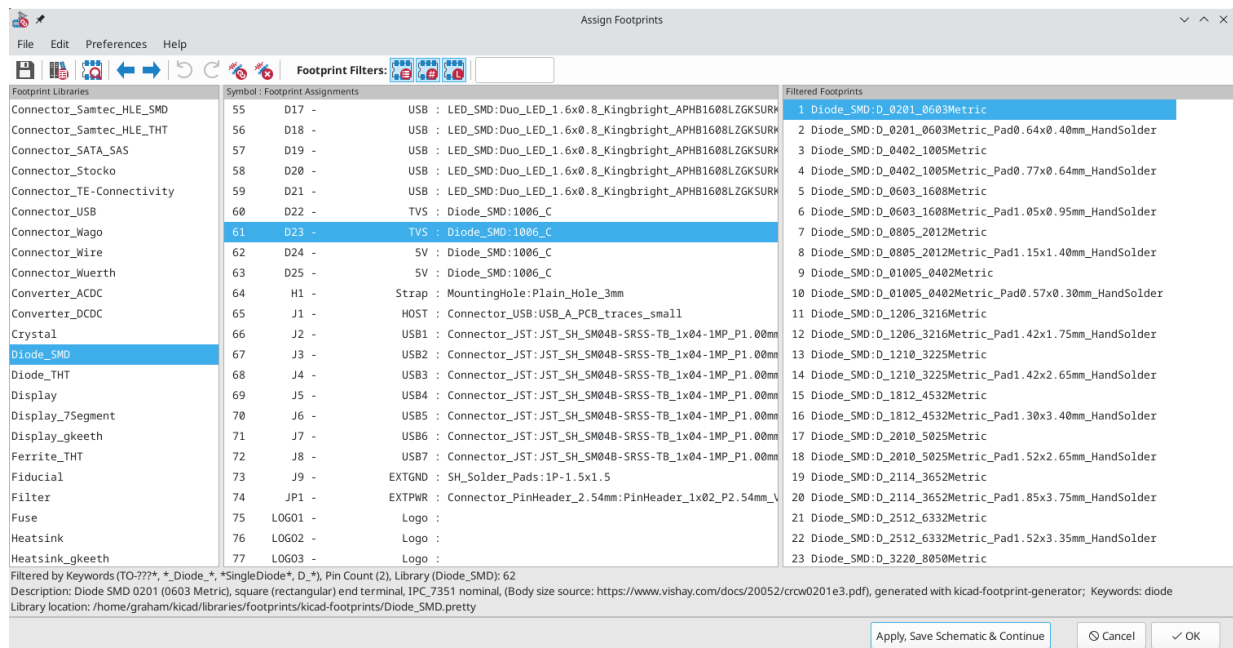 Assign Footprints
File Edit Preferences Help
Footprint Filters:
Footprint Libraries
Connector_Samtec_HLE_SMD
Connector_Samtec_HLE_THT
Connector_SATA_SAS
Connector_Stocko
Connector_TE-Connectivity
Connector_USB
Connector_Wago
Connector_Wire
Connector_Wuerth
Converter_ACDC
Converter_DCDC
Crystal
Diode_SMD
Diode_THT
Display
Display_7Segment
Display_gkeeth
Ferrite_THT
Fiducial
Filter
Fuse
Heatsink
Heatsink_gkeeth
Symbol : Footprint Assignments
55 D17 - USB : LED_SMD:Duo_LED_1.6x0.8_Kingbright_APHB1608LZGKSURK
56 D18 - USB : LED_SMD:Duo_LED_1.6x0.8_Kingbright_APHB1608LZGKSURK
57 D19 - USB : LED_SMD:Duo_LED_1.6x0.8_Kingbright_APHB1608LZGKSURK
58 D20 - USB : LED_SMD:Duo_LED_1.6x0.8_Kingbright_APHB1608LZGKSURK
59 D21 - USB : LED_SMD:Duo_LED_1.6x0.8_Kingbright_APHB1608LZGKSURK
60 D22 - TVS : Diode_SMD:1006_C
61 D23 - TVS : Diode_SMD:1006_C
62 D24 - 5V : Diode_SMD:1006_C
63 D25 - 5V : Diode_SMD:1006_C
64 H1 - Strap : MountingHole:Plain_Hole_3mm
65 J1 - HOST : Connector_USB:USB_A_PCB_traces_small
66 J2 - USB1 : Connector_JST:JST_SH_SM04B-SRSS-TB_1x04-1MP_P1.00mm
67 J3 - USB2 : Connector_JST:JST_SH_SM04B-SRSS-TB_1x04-1MP_P1.00mm
68 J4 - USB3 : Connector_JST:JST_SH_SM04B-SRSS-TB_1x04-1MP_P1.00mm
69 J5 - USB4 : Connector_JST:JST_SH_SM04B-SRSS-TB_1x04-1MP_P1.00mm
70 J6 - USB5 : Connector_JST:JST_SH_SM04B-SRSS-TB_1x04-1MP_P1.00mm
71 J7 - USB6 : Connector_JST:JST_SH_SM04B-SRSS-TB_1x04-1MP_P1.00mm
72 J8 - USB7 : Connector_JST:JST_SH_SM04B-SRSS-TB_1x04-1MP_P1.00mm
73 J9 - EXTGND : SH_Solder_Pads:1P-1.5x1.5
74 JP1 - EXTPWR : Connector_PinHeader_2.54mm:PinHeader_1x02_P2.54mm_V
75 LOGO1 - Logo :
76 LOGO2 - Logo :
77 LOGO3 - Logo :
Filtered Footprints
1 Diode_SMD:D_0201_0603Metric
2 Diode_SMD:D_0201_0603Metric_Pad0.64x0.40mm_HandSolder
3 Diode_SMD:D_0402_1005Metric
4 Diode_SMD:D_0402_1005Metric_Pad0.77x0.64mm_HandSolder
5 Diode_SMD:D_0603_1608Metric
6 Diode_SMD:D_0603_1608Metric_Pad1.05x0.95mm_HandSolder
7 Diode_SMD:D_0805_2012Metric
8 Diode_SMD:D_0805_2012Metric_Pad1.15x1.40mm_HandSolder
9 Diode_SMD:D_01005_0402Metric
10 Diode_SMD:D_01005_0402Metric_Pad0.57x0.30mm_HandSolder
11 Diode_SMD:D_1206_3216Metric
12 Diode_SMD:D_1206_3216Metric_Pad1.42x1.75mm_HandSolder
13 Diode_SMD:D_1210_3225Metric
14 Diode_SMD:D_1210_3225Metric_Pad1.42x2.65mm_HandSolder
15 Diode_SMD:D_1812_4532Metric
16 Diode_SMD:D_1812_4532Metric_Pad1.30x3.40mm_HandSolder
17 Diode_SMD:D_2010_5025Metric
18 Diode_SMD:D_2010_5025Metric_Pad1.52x2.65mm_HandSolder
19 Diode_SMD:D_2114_3652Metric
20 Diode_SMD:D_2114_3652Metric_Pad1.85x3.75mm_HandSolder
21 Diode_SMD:D_2512_6332Metric
22 Diode_SMD:D_2512_6332Metric_Pad1.52x3.35mm_HandSolder
23 Diode_SMD:D_3220_8050Metric
Filtered by Keywords (TO-???*, *_Diode_*, *SingleDiode*, D_*), Pin Count (2), Library (Diode_SMD): 62
Description: Diode SMD 0201 (0603 Metric), square (rectangular) end terminal, IPC_7351 nominal, (Body size source: https://www.vishay.com/docs/20052/crcw0201e3.pdf), generated with kicad-footprint-generator; Keywords: diode
Library location: /home/graham/kicad/libraries/footprints/kicad-footprints/Diode_SMD.pretty
Apply, Save Schematic & Continue Cancel OK